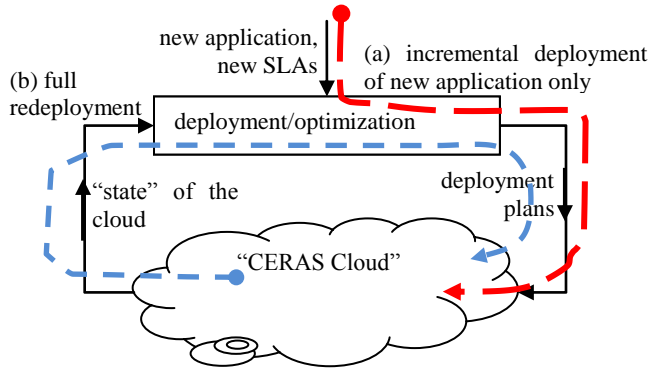 new application,
new SLAs
(a) incremental deployment
of new application only
(b) full
redeployment
deployment/optimization
“state” of the
cloud
deployment
plans
“CERAS Cloud”